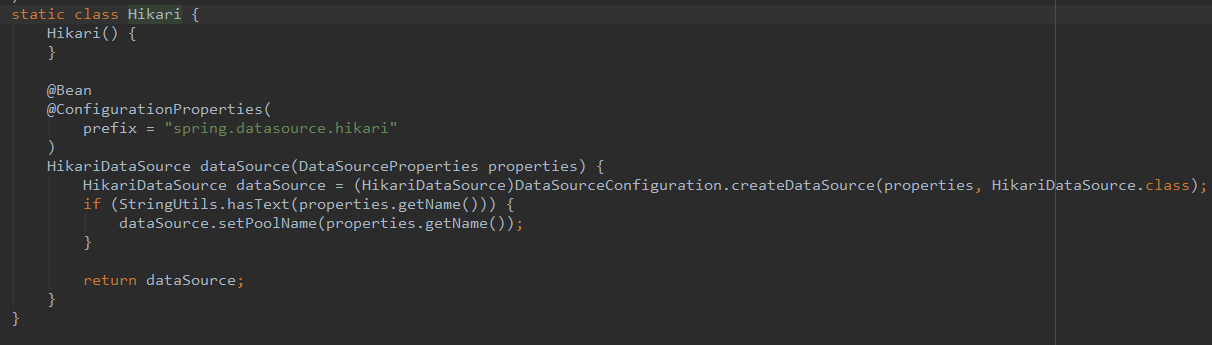 static class Hikari {
    Hikari() {
    }

    @Bean
    @ConfigurationProperties(
        prefix = "spring.datasource.hikari"
    )
    HikariDataSource dataSource(DataSourceProperties properties) {
        HikariDataSource dataSource = (HikariDataSource)DataSourceConfiguration.createDataSource(properties, HikariDataSource.class);
        if (StringUtils.hasText(properties.getName())) {
            dataSource.setPoolName(properties.getName());
        }

        return dataSource;
    }
}